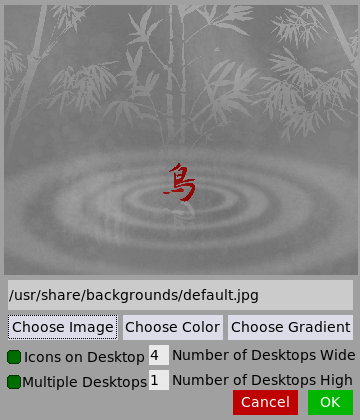 鳥
/usr/share/backgrounds/default.jpg
Choose Image Choose Color Choose Gradient
Icons on Desktop 4 Number of Desktops Wide
Multiple Desktops 1 Number of Desktops High
Cancel OK